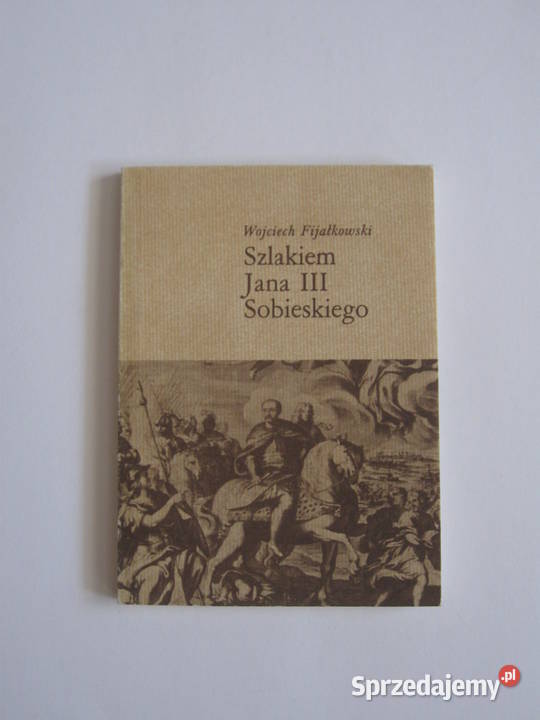 Wojciech Fijałkowski
Szlakiem
Jana III
Sobieskiego
Sprzedajemy.pl